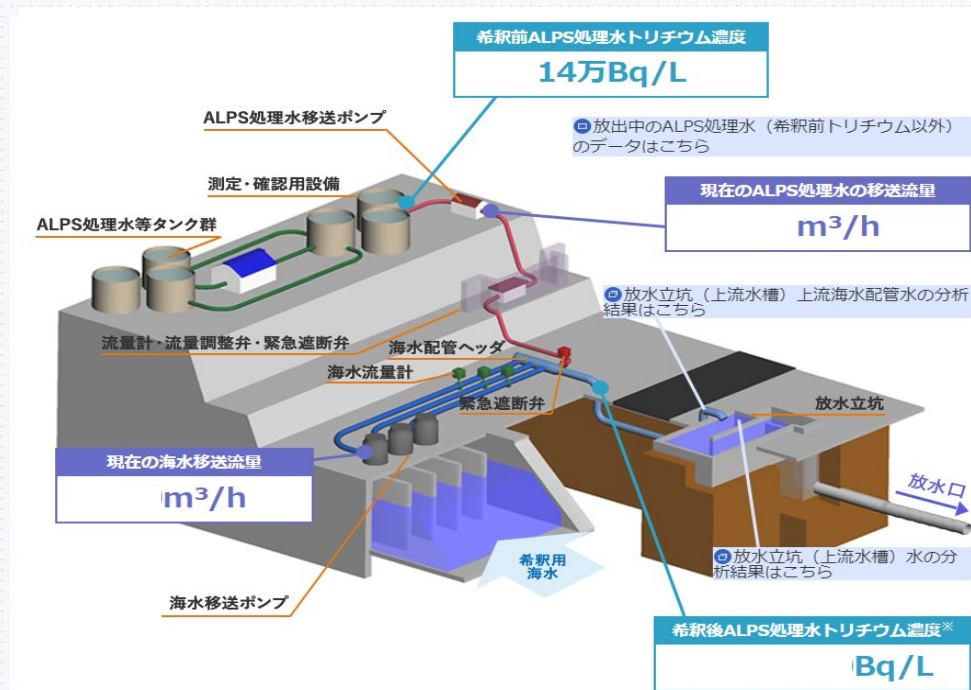 希釈前ALPS処理水トリチウム濃度
14万Bq/L
ALPS処理水移送ポンプ
放出中のALPS処理水（希釈前トリチウム以外）
のデータはこちら
測定・確認用設備
現在のALPS処理水の移送流量
m³/h
ALPS処理水等タンク群
放水立坑（上流水槽）上流海水配管水の分析
結果はこちら
流量計・流量調整弁・緊急遮断弁
海水配管ヘッダ
海水流量計
緊急遮断弁
放水立坑
現在の海水移送流量
m³/h
放水口
放水立坑（上流水槽）水の分
析結果はこちら
希釈用
海水
海水移送ポンプ
希釈後ALPS処理水トリチウム濃度※
Bq/L